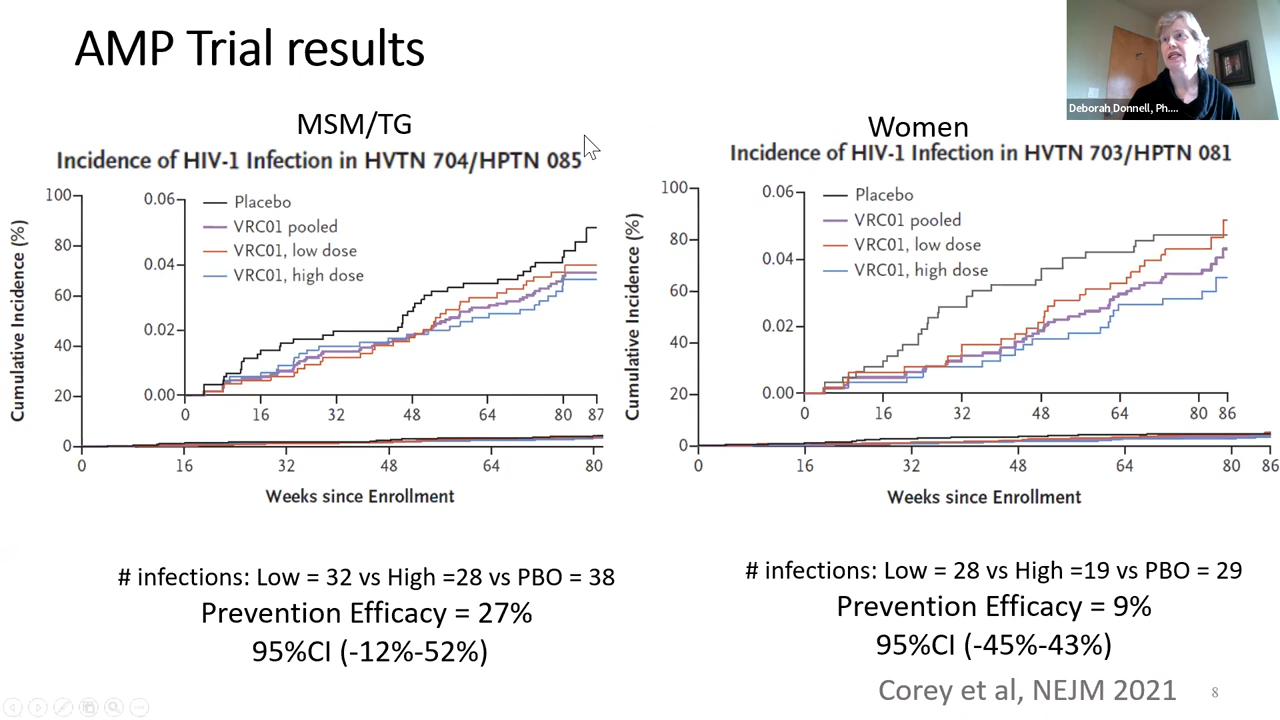 AMP Trial results
Deborah Donnell, Ph....
MSM/TG
Incidence of HIV-1 Infection in HVTN 704/HPTN 085
Cumulative Incidence (%)
100
80
60
40
20
0
0.06
0.04
0.02
0.00
Placebo
VRC01 pooled
VRC01, low dose
VRC01, high dose
0 16 32 48 64 80 87
0 16 32 48 64 80
Weeks since Enrollment
# infections: Low = 32 vs High =28 vs PBO = 38
Prevention Efficacy = 27%
95%CI (-12%-52%)
Women
Incidence of HIV-1 Infection in HVTN 703/HPTN 081
Cumulative Incidence (%)
100
80
60
40
20
0
0.06
0.04
0.02
0.00
Placebo
VRC01 pooled
VRC01, low dose
VRC01, high dose
0 16 32 48 64 80 86
0 16 32 48 64 80 86
Weeks since Enrollment
# infections: Low = 28 vs High =19 vs PBO = 29
Prevention Efficacy = 9%
95%CI (-45%-43%)
Corey et al, NEJM 2021
8